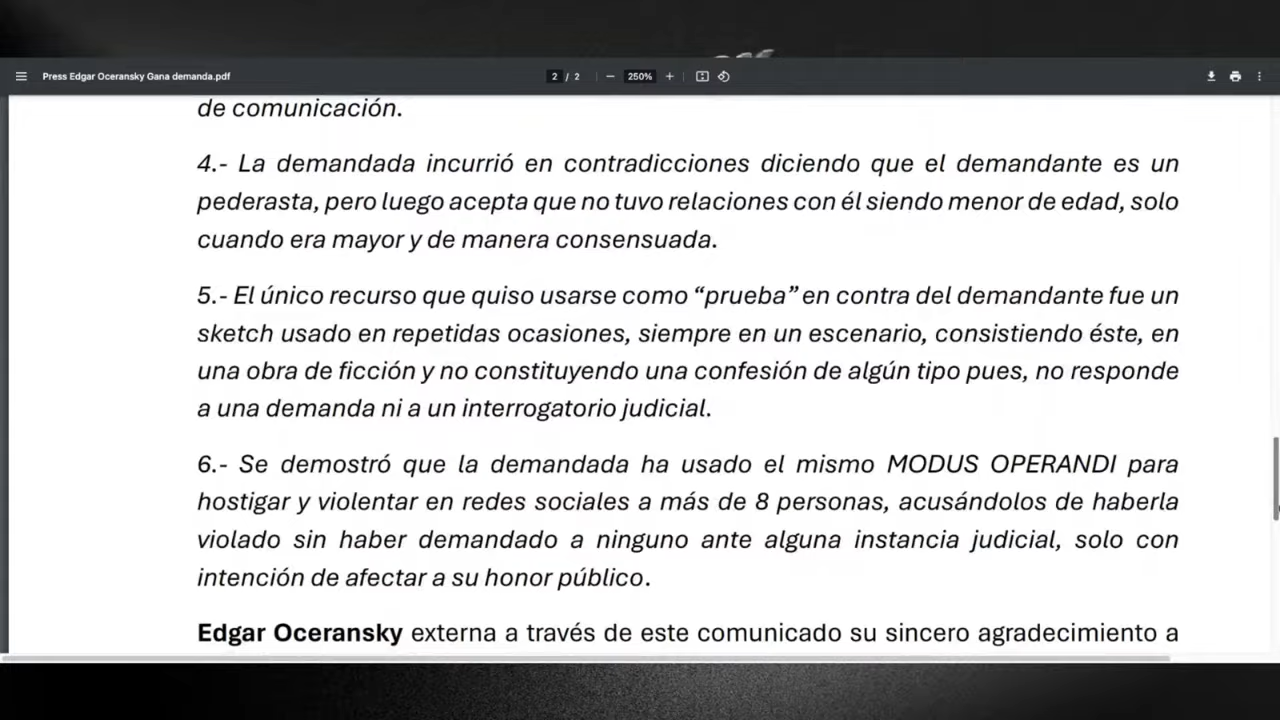 Press Edgar Oceransky Gana demanda.pdf
2 / 2
250%
de comunicación.
4.- La demandada incurrió en contradicciones diciendo que el demandante es un
pederasta, pero luego acepta que no tuvo relaciones con él siendo menor de edad, solo
cuando era mayor y de manera consensuada.
5.- El único recurso que quiso usarse como “prueba” en contra del demandante fue un
sketch usado en repetidas ocasiones, siempre en un escenario, consistiendo éste, en
una obra de ficción y no constituyendo una confesión de algún tipo pues, no responde
a una demanda ni a un interrogatorio judicial.
6.- Se demostró que la demandada ha usado el mismo MODUS OPERANDI para
hostigar y violentar en redes sociales a más de 8 personas, acusándolos de haberla
violado sin haber demandado a ninguno ante alguna instancia judicial, solo con
intención de afectar a su honor público.
Edgar Oceransky externa a través de este comunicado su sincero agradecimiento a